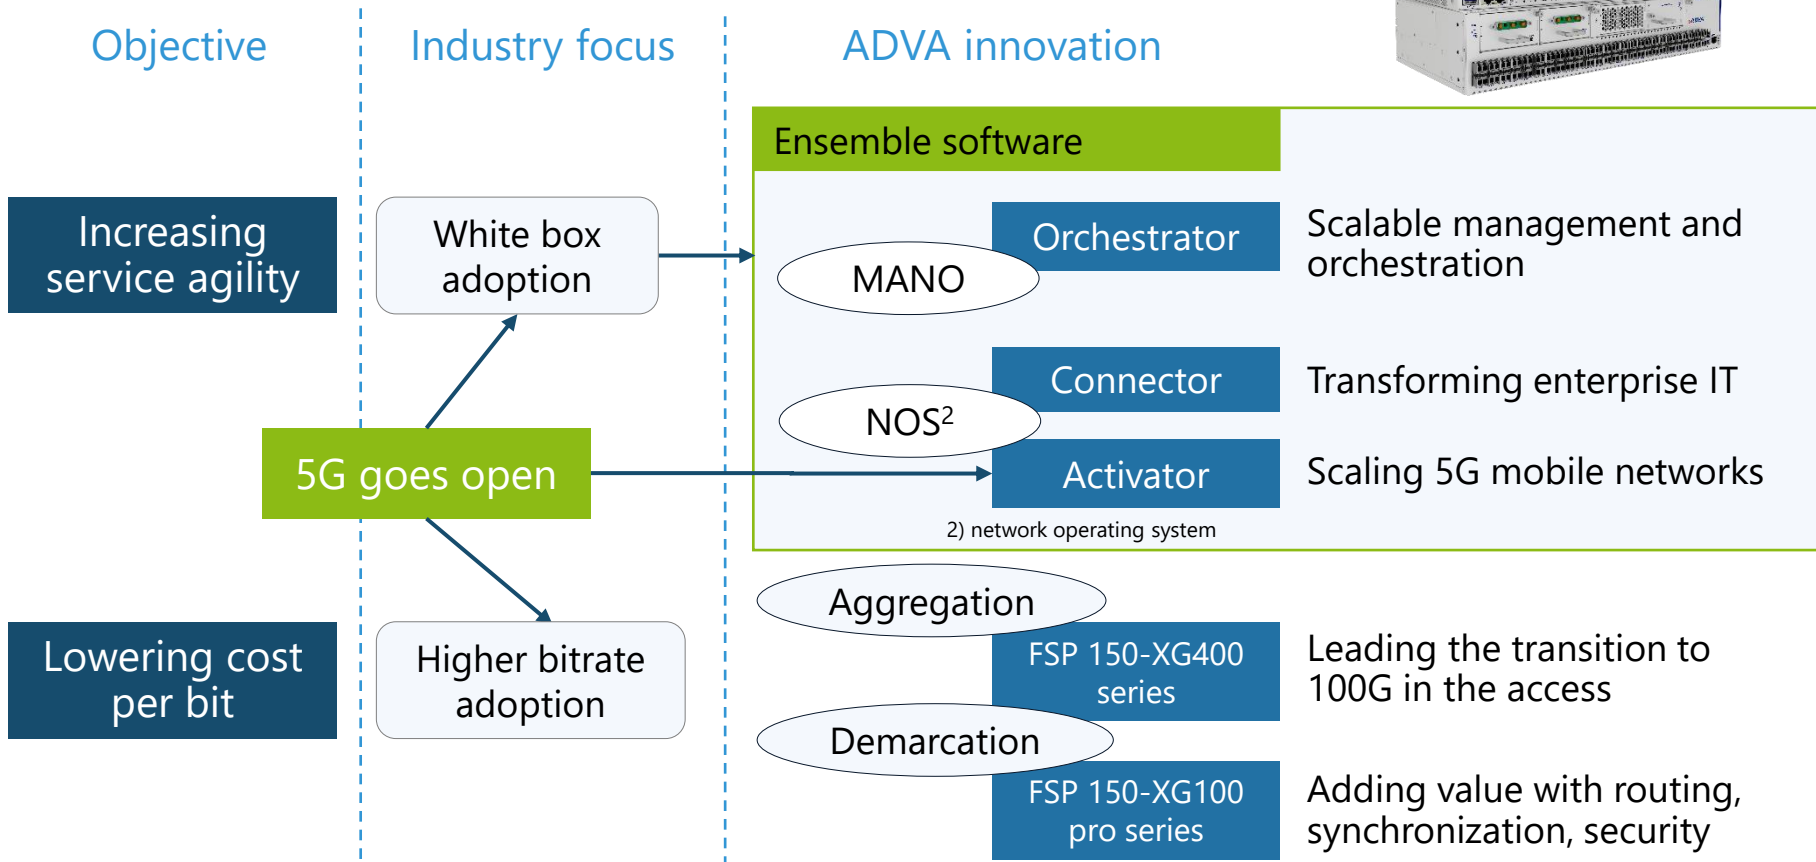 Objective
Industry focus
ADVA innovation
Ensemble software
Increasing
service agility
White box
adoption
Orchestrator
MANO
Scalable management and
orchestration
Connector
NOS²
Transforming enterprise IT
5G goes open
Activator
Scaling 5G mobile networks
2) network operating system
Aggregation
Lowering cost
per bit
Higher bitrate
adoption
FSP 150-XG400
series
Leading the transition to
100G in the access
Demarcation
FSP 150-XG100
pro series
Adding value with routing,
synchronization, security